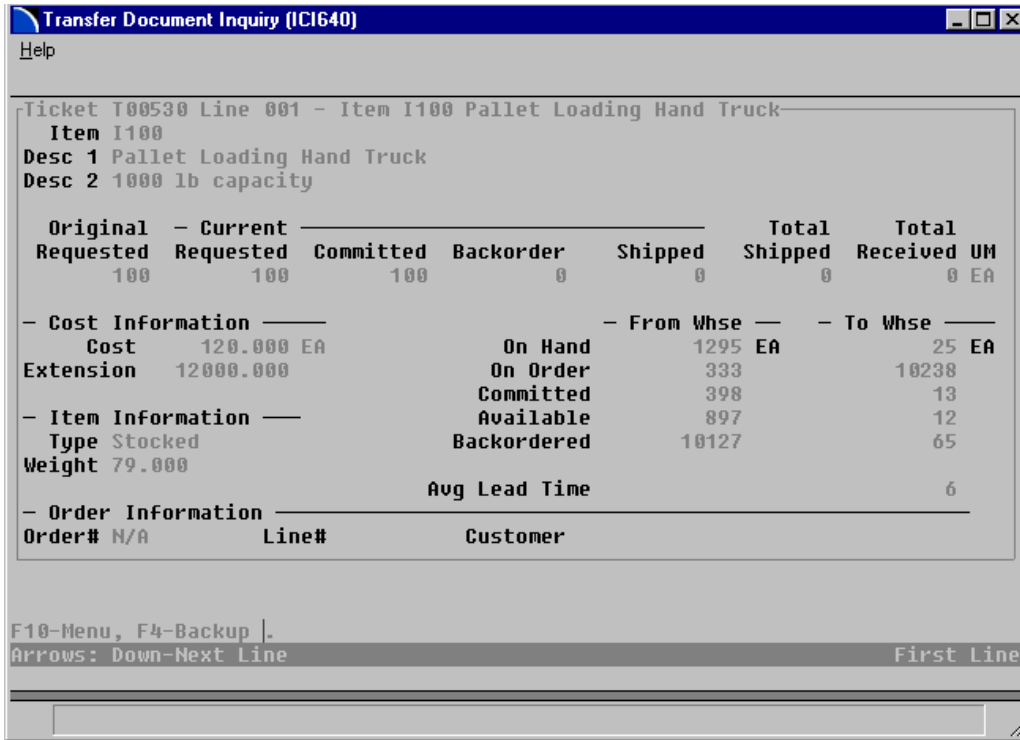 Transfer Document Inquiry (ICI640)
Help
Ticket T00530 Line 001 - Item I100 Pallet Loading Hand Truck
Item I100
Desc 1 Pallet Loading Hand Truck
Desc 2 1000 lb capacity
Original - Current Total Total
Requested Requested Committed Backorder Shipped Shipped Received UM
100 100 100 0 0 0 0 EA
- Cost Information - From Whse - To Whse
Cost 120.000 EA On Hand 1295 EA 25 EA
Extension 12000.000 On Order 333 10238
Committed 398 13
- Item Information Available 897 12
Type Stocked Backordered 10127 65
Weight 79.000
Avg Lead Time 6
- Order Information
Order# N/A Line# Customer
F10-Menu, F4-Backup .
Arrows: Down-Next Line First Line